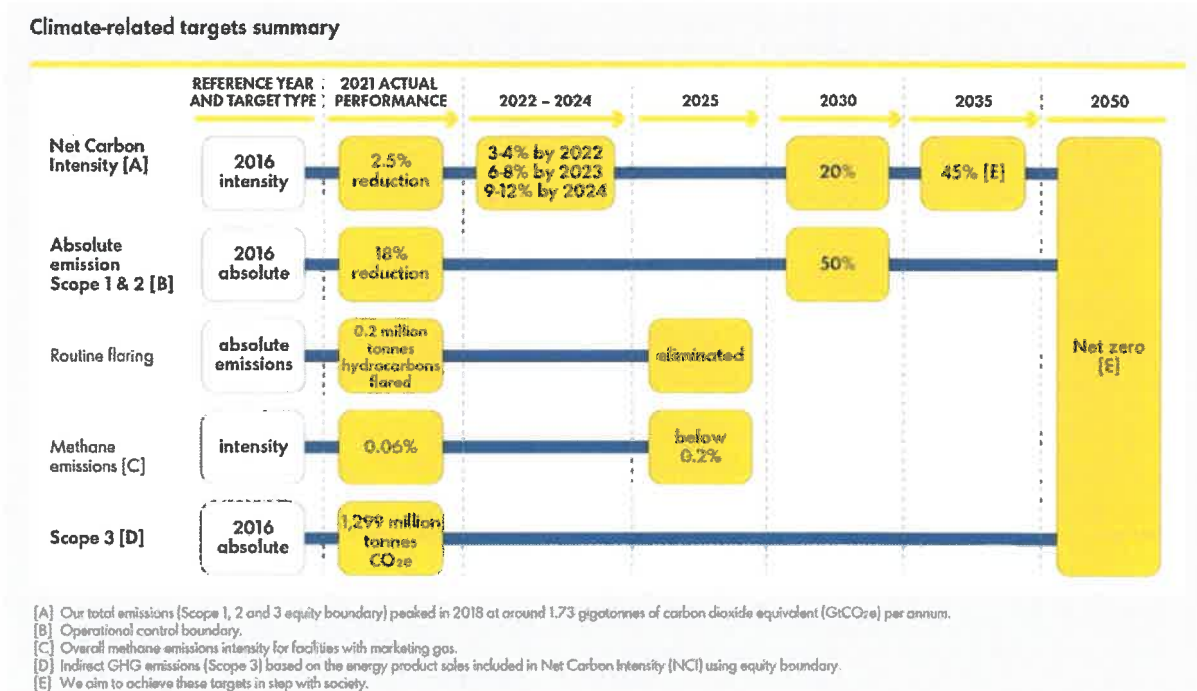 Climate-related targets summary
REFERENCE YEAR AND TARGET TYPE
2021 ACTUAL PERFORMANCE
2022 – 2024
2025
2030
2035
2050
Net Carbon
Intensity [A]
2016
intensity
2.5%
reduction
3-4% by 2022
6-8% by 2023
9-12% by 2024
20%
45% [E]
Absolute
emission
Scope 1 & 2 [B]
2016
absolute
18%
reduction
50%
Routine flaring
absolute
emissions
0.2 million
tonnes
hydrocarbons
flared
eliminated
Net zero
[E]
Methane
emissions [C]
intensity
0.06%
below
0.2%
Scope 3 [D]
2016
absolute
1,299 million
tonnes
CO₂e
[A] Our total emissions (Scope 1, 2 and 3 equity boundary) peaked in 2018 at around 1.73 gigatonnes of carbon dioxide equivalent (GtCO₂e) per annum.
[B] Operational control boundary.
[C] Overall methane emissions intensity for facilities with marketing gas.
[D] Indirect GHG emissions (Scope 3) based on the energy product sales included in Net Carbon Intensity (NCI) using equity boundary.
[E] We aim to achieve these targets in step with society.